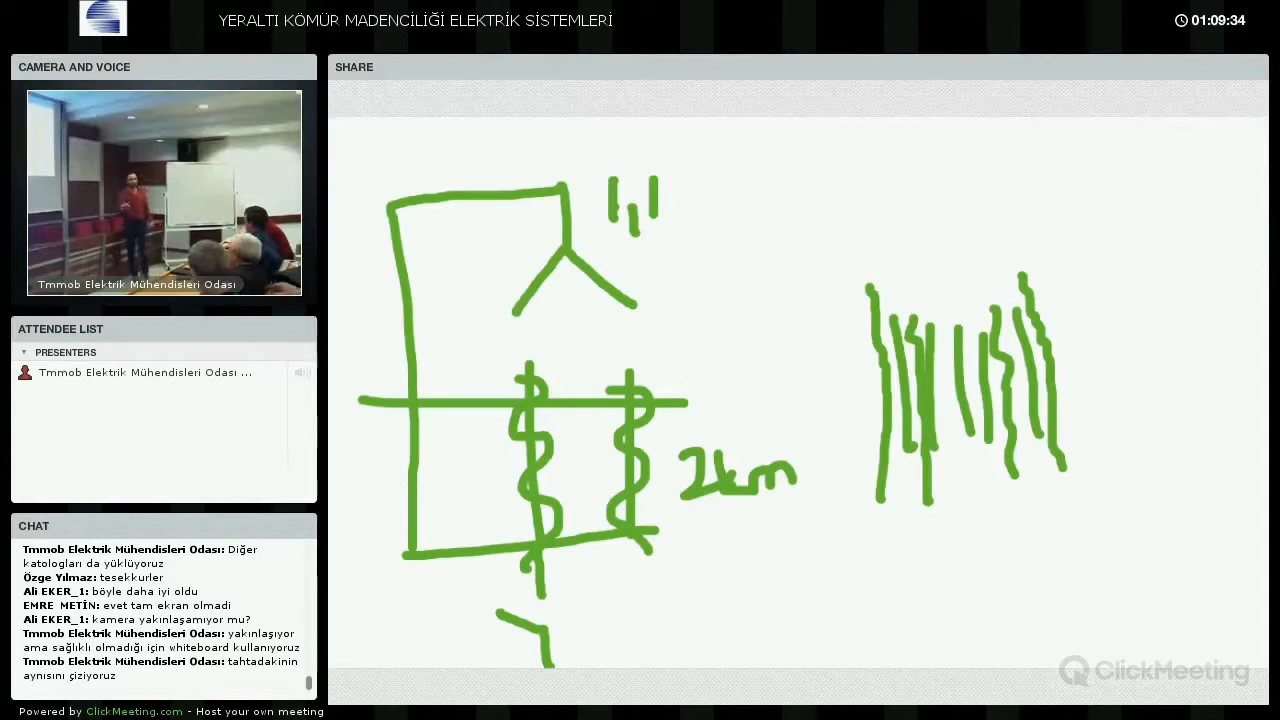 YERALTI KÖMÜR MADENCİLİĞİ ELEKTRİK SİSTEMLERİ
01:09:34
CAMERA AND VOICE
Tmmob Elektrik Mühendisleri Odası
ATTENDEE LIST
PRESENTERS
Tmmob Elektrik Mühendisleri Odası ...
CHAT
Tmmob Elektrik Mühendisleri Odası: Diğer
katologları da yüklüyoruz
Özge Yılmaz: tesekkurler
Ali EKER_1: böyle daha iyi oldu
EMRE METİN: evet tam ekran olmadi
Ali EKER_1: kamera yakınlaşamıyor mu?
Tmmob Elektrik Mühendisleri Odası: yakınlaşıyor
ama sağlıklı olmadığı için whiteboard kullanıyoruz
Tmmob Elektrik Mühendisleri Odası: tahtadakinin
aynısını çiziyoruz
Powered by ClickMeeting.com - Host your own meeting
SHARE
1,1
2km
ClickMeeting